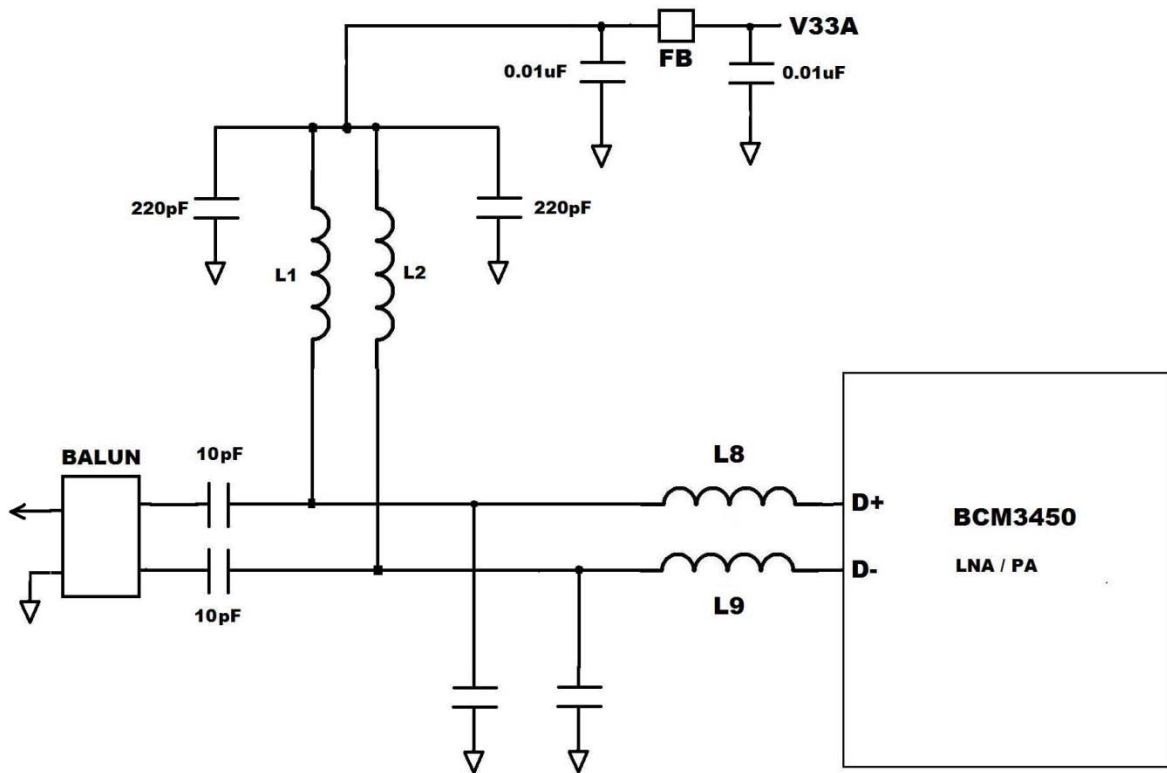 V33A
FB
0.01uF
0.01uF
220pF
220pF
L1
L2
BALUN
10pF
L8
D+
BCM3450
D-
LNA / PA
10pF
L9